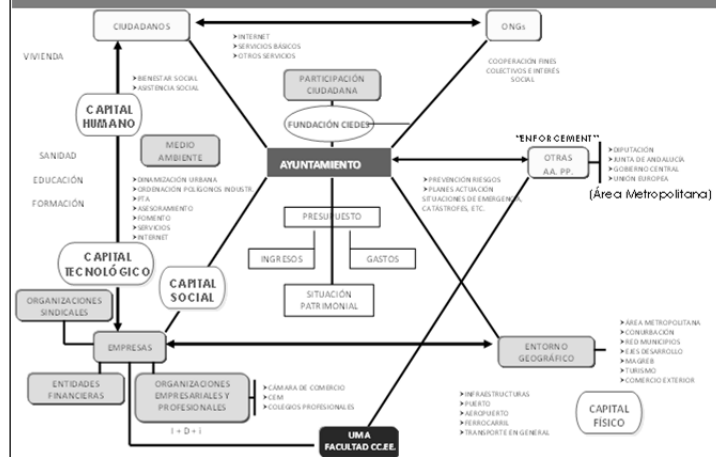 CIUDADANOS
ONGs
➤INTERNET
➤SERVICIOS BÁSICOS
➤OTROS SERVICIOS
VIVIENDA
COOPERACIÓN FINES
COLECTIVOS E INTERÉS
SOCIAL
➤BIENESTAR SOCIAL
➤ASISTENCIA SOCIAL
PARTICIPACIÓN
CIUDADANA
CAPITAL
HUMANO
FUNDACIÓN CIEDES
MEDIO
AMBIENTE
AYUNTAMIENTO
"ENFORCEMENT"
OTRAS
AA. PP.
➤DIPUTACIÓN
➤JUNTA DE ANDALUCÍA
➤GOBIERNO CENTRAL
➤UNIÓN EUROPEA
(Área Metropolitana)
SANIDAD
EDUCACIÓN
FORMACIÓN
➤DINAMIZACIÓN URBANA
➤ORDENACIÓN POLÍGONOS INDUSTR.
➤PTA
➤ASESORAMIENTO
➤FOMENTO
➤SERVICIOS
➤INTERNET
➤PREVENCIÓN RIESGOS
➤PLANES ACTUACIÓN
SITUACIONES DE EMERGENCIA,
CATÁSTROFES, ETC.
PRESUPUESTO
INGRESOS
GASTOS
SITUACIÓN
PATRIMONIAL
CAPITAL
TECNOLÓGICO
CAPITAL
SOCIAL
ORGANIZACIONES
SINDICALES
EMPRESAS
ENTIDADES
FINANCIERAS
ORGANIZACIONES
EMPRESARIALES Y
PROFESIONALES
➤CÁMARA DE COMERCIO
➤CEM
➤COLEGIOS PROFESIONALES
I + D + i
UMA
FACULTAD CC.EE.
ENTORNO
GEOGRÁFICO
➤ÁREA METROPOLITANA
➤CONURBACIÓN
➤RED MUNICIPIOS
➤EJES DESARROLLO
➤MAGREB
➤TURISMO
➤COMERCIO EXTERIOR
➤INFRAESTRUCTURAS
➤PUERTO
➤AEROPUERTO
➤FERROCARRIL
➤TRANSPORTE EN GENERAL
CAPITAL
FÍSICO